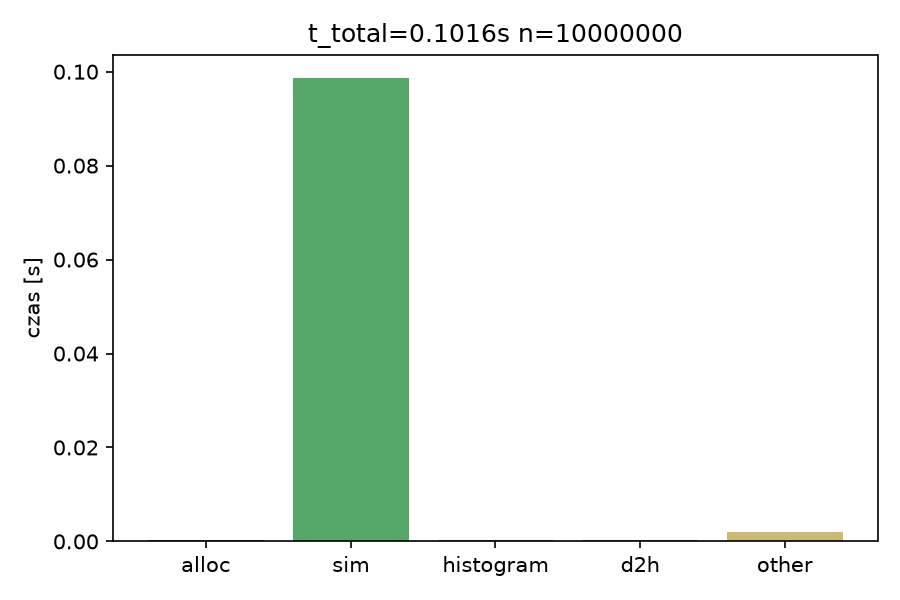 t_total=0.1016s n=10000000
0.10
0.08
0.06
0.04
0.02
0.00
czas [s]
alloc sim histogram d2h other